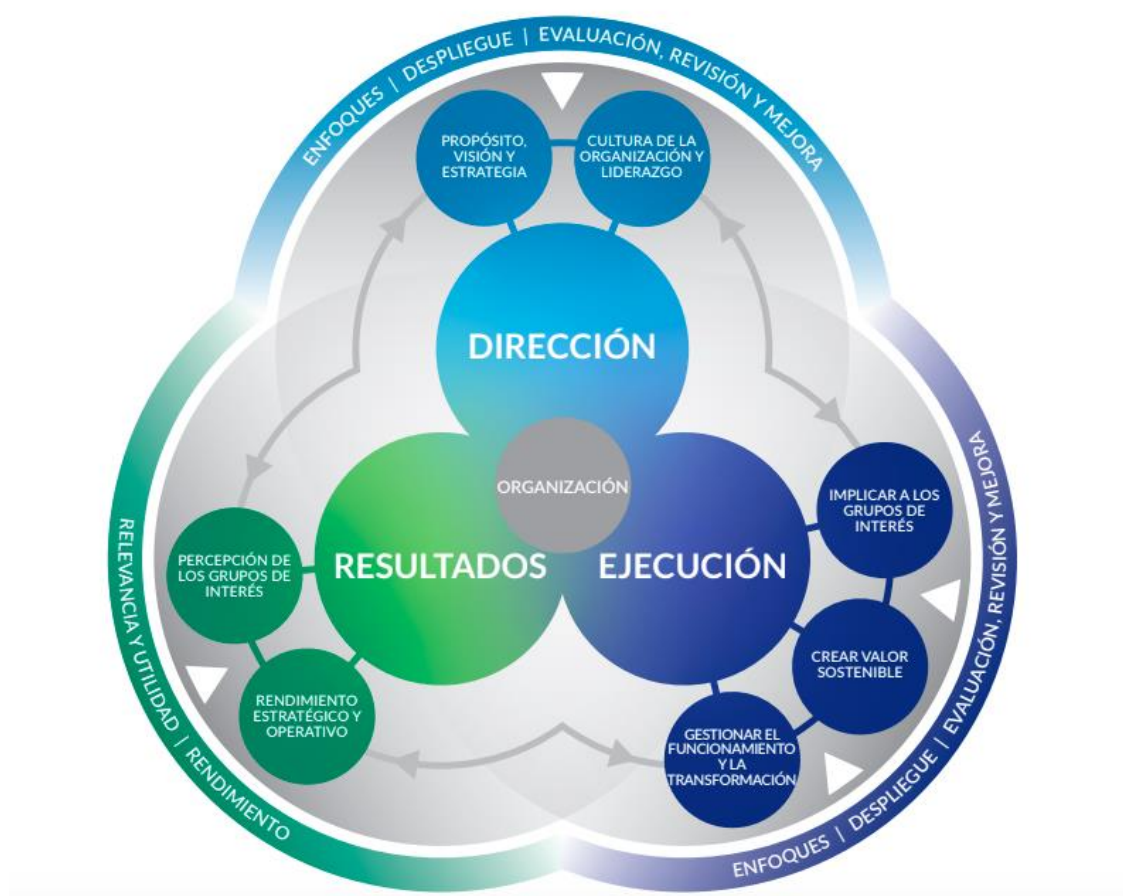 ENFOQUES | DESPLIEGUE | EVALUACIÓN, REVISIÓN Y MEJORA
PROPÓSITO,
VISIÓN Y
ESTRATEGIA
CULTURA DE LA
ORGANIZACIÓN Y
LIDERAZGO
DIRECCIÓN
ORGANIZACIÓN
RESULTADOS
EJECUCIÓN
IMPLICAR A LOS
GRUPOS DE
INTERÉS
CREAR VALOR
SOSTENIBLE
GESTIONAR EL
FUNCIONAMIENTO
Y LA
TRANSFORMACIÓN
ENFOQUES | DESPLIEGUE | EVALUACIÓN, REVISIÓN Y MEJORA
PERCEPCIÓN DE
LOS GRUPOS DE
INTERÉS
RENDIMIENTO
ESTRATÉGICO Y
OPERATIVO
RELEVANCIA Y UTILIDAD | RENDIMIENTO